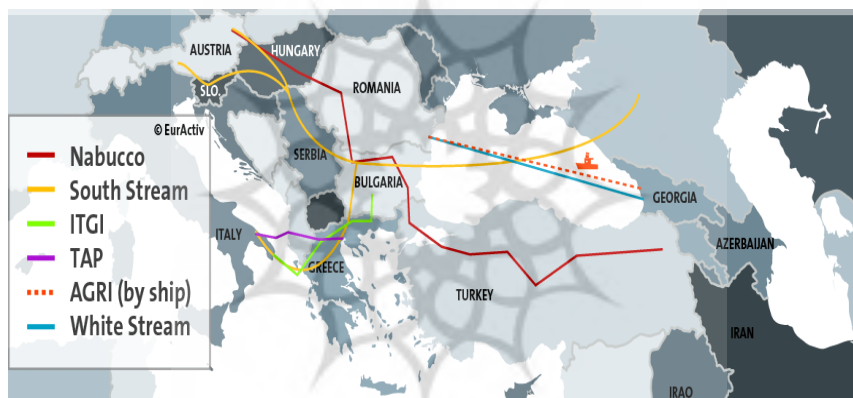 AUSTRIA
HUNGARY
SLO.
ROMANIA
© EurActiv
SERBIA
BULGARIA
GEORGIA
ITALY
AZERBAIJAN
GREECE
TURKEY
IRAN
IRAQ
Nabucco
South Stream
ITGI
TAP
AGRI (by ship)
White Stream